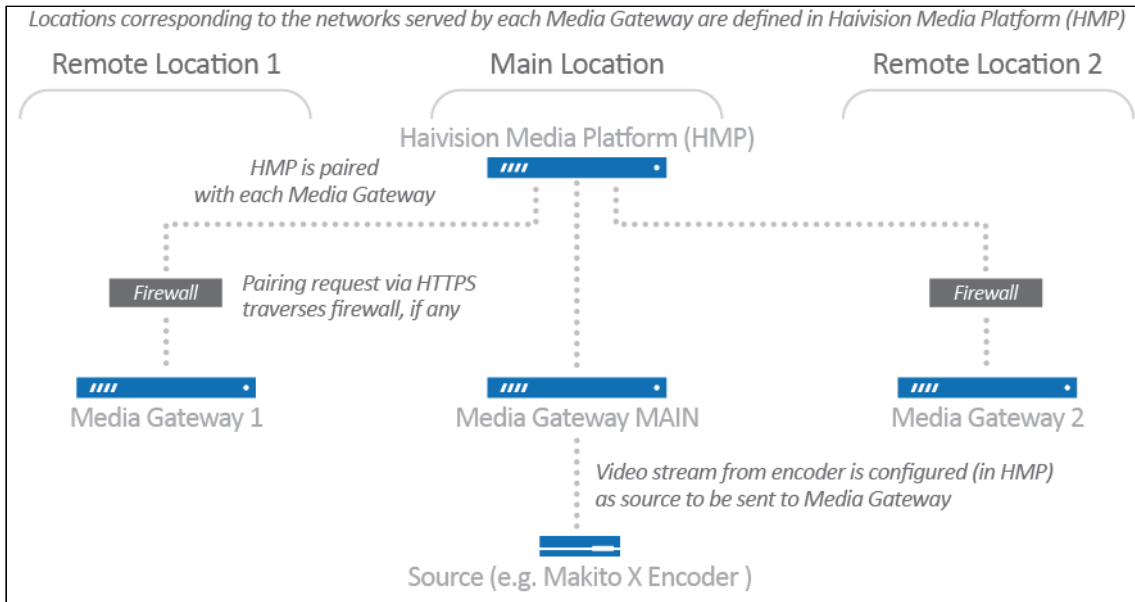 Locations corresponding to the networks served by each Media Gateway are defined in Haivision Media Platform (HMP)
Remote Location 1
Main Location
Remote Location 2
Haivision Media Platform (HMP)
HMP is paired
with each Media Gateway
Firewall
Pairing request via HTTPS
traverses firewall, if any
Firewall
Media Gateway 1
Media Gateway MAIN
Media Gateway 2
Video stream from encoder is configured (in HMP)
as source to be sent to Media Gateway
Source (e.g. Makito X Encoder )